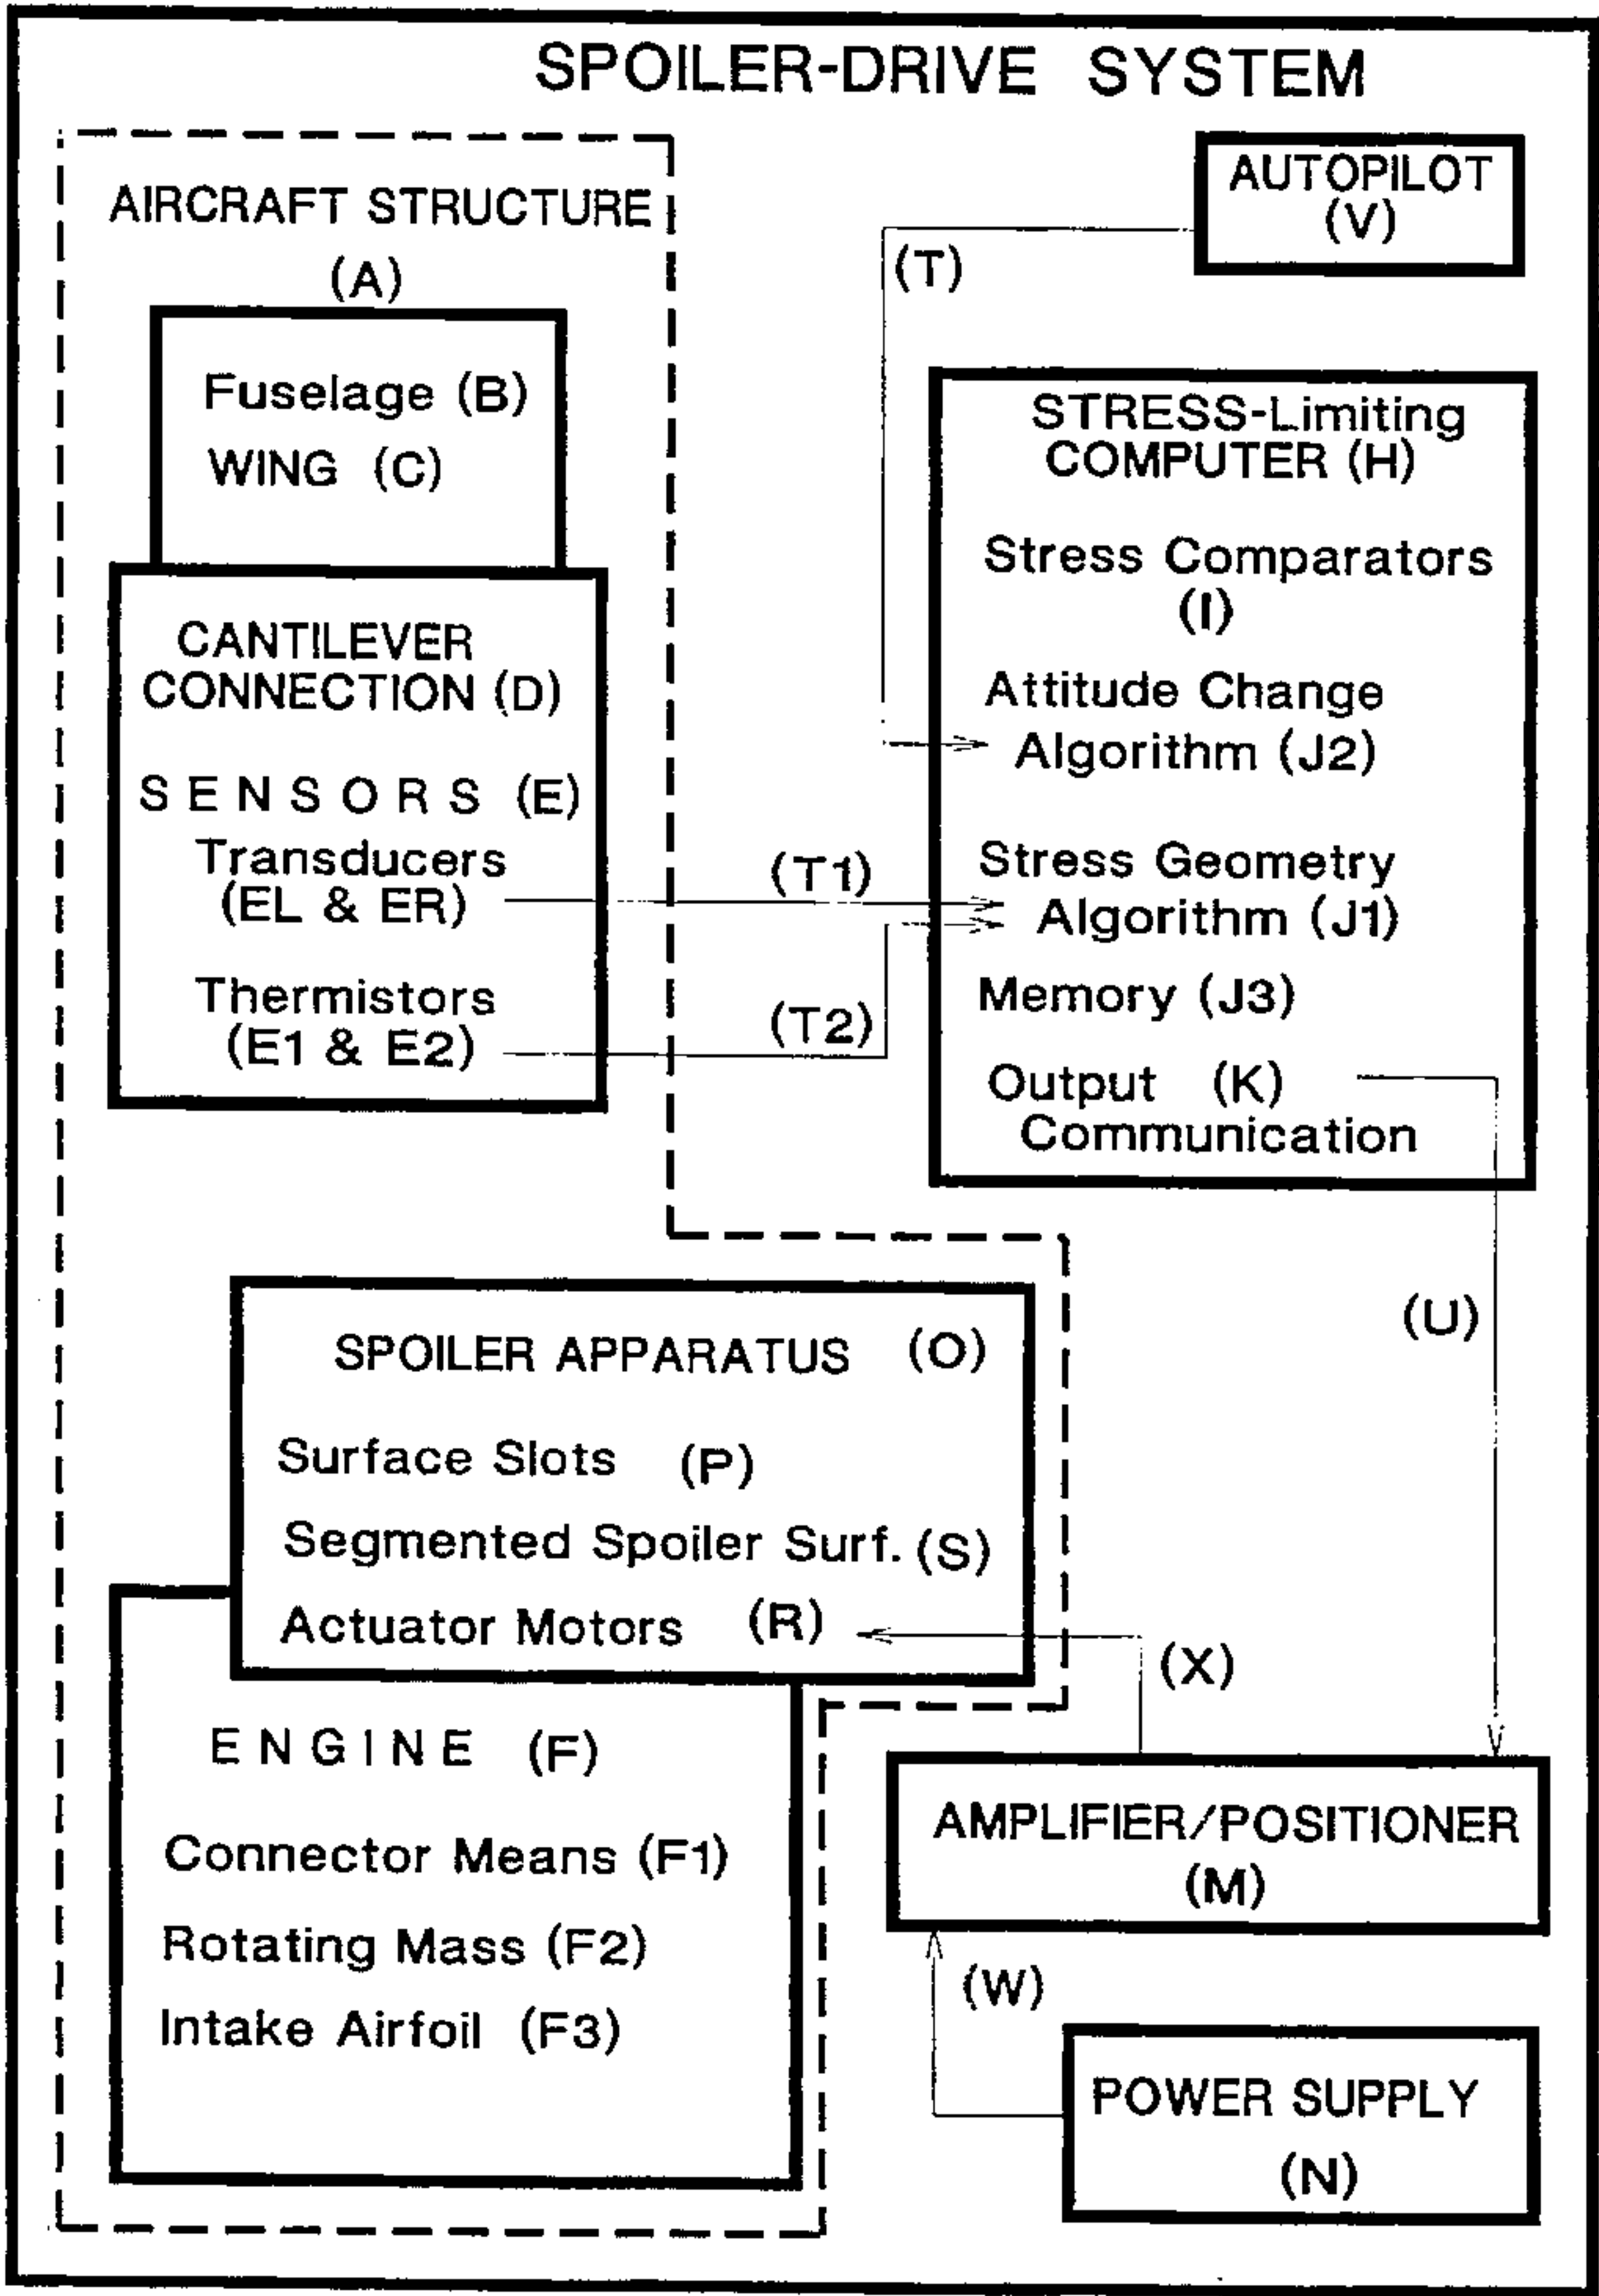 SPOILER-DRIVE SYSTEM
AIRCRAFT STRUCTURE
(A)
Fuselage (B)
WING (C)
CANTILEVER
CONNECTION (D)
SENSORS (E)
Transducers
(EL & ER)
Thermistors
(E1 & E2)
AUTOPILOT
(V)
(T)
STRESS-Limiting
COMPUTER (H)
Stress Comparators
(I)
Attitude Change
Algorithm (J2)
Stress Geometry
Algorithm (J1)
Memory (J3)
Output (K)
Communication
(T1)
(T2)
(U)
SPOILER APPARATUS (O)
Surface Slots (P)
Segmented Spoiler Surf. (S)
Actuator Motors (R)
(X)
ENGINE (F)
Connector Means (F1)
Rotating Mass (F2)
Intake Airfoil (F3)
AMPLIFIER/POSITIONER
(M)
(W)
POWER SUPPLY
(N)